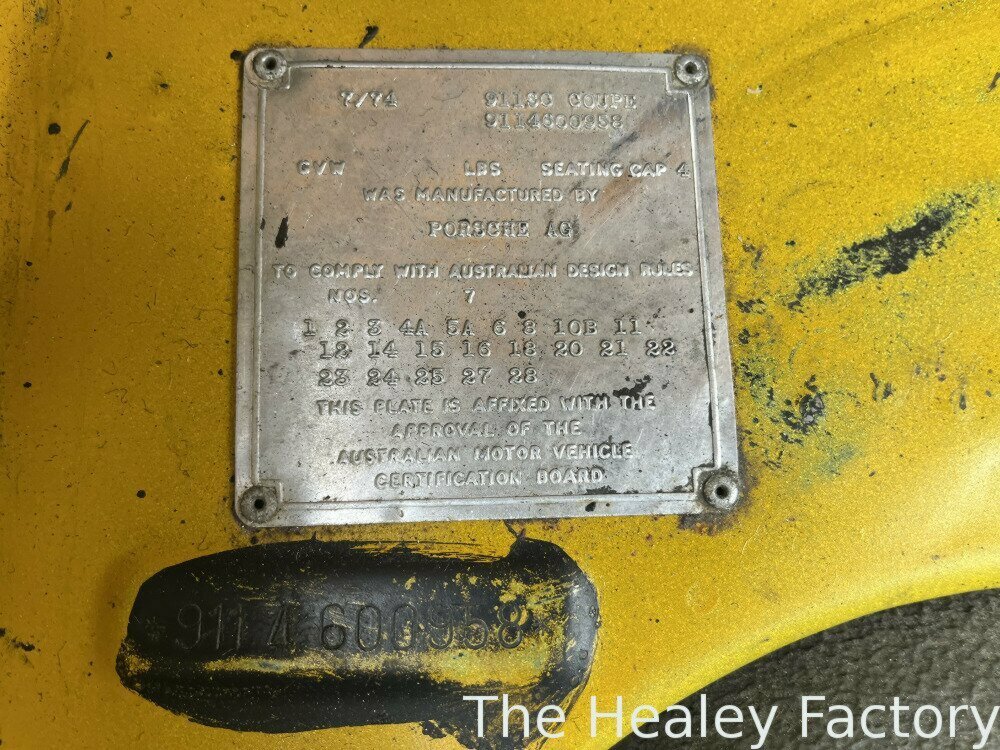 7/74 911SC COUPE
9114600958
GVW LBS SEATING CAP 4
WAS MANUFACTURED BY
PORSCHE AG
TO COMPLY WITH AUSTRALIAN DESIGN RULES
NOS. 7
1 2 3 4A 5A 6 8 10B 11
12 14 15 16 18 20 21 22
23 24 25 27 28
THIS PLATE IS AFFIXED WITH THE
APPROVAL OF THE
AUSTRALIAN MOTOR VEHICLE
CERTIFICATION BOARD
*9114600958
The Healey Factory